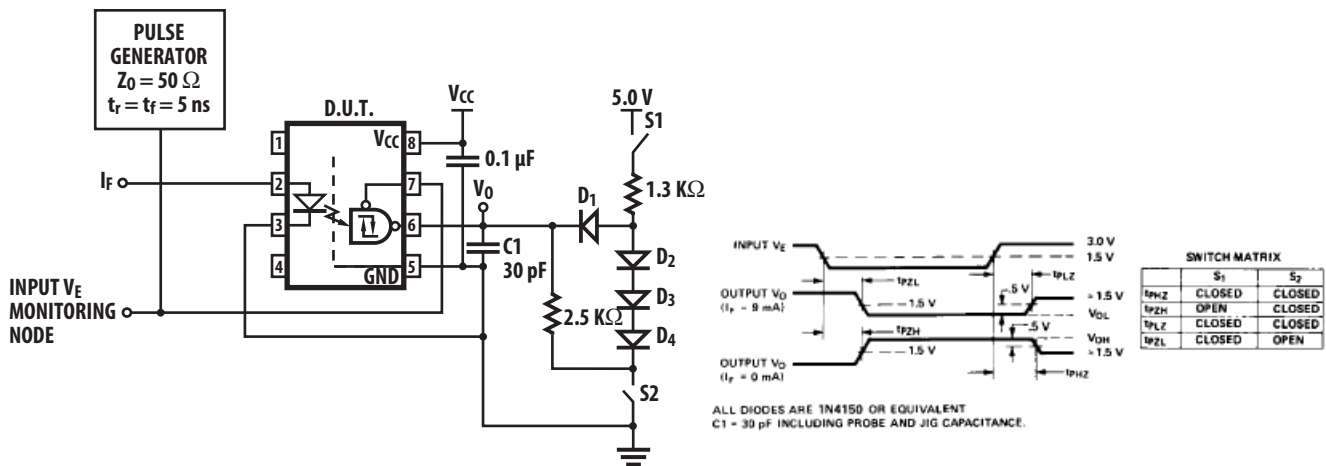 PULSE
GENERATOR
Z0 = 50 Ω
tr = tf = 5 ns
D.U.T.
VCC
5.0 V
S1
1
VCC 8
0.1 µF
1.3 KΩ
IF
2
7
VO
D1
3
6
C1
30 pF
D2
4
5
GND
D3
2.5 KΩ
D4
S2
INPUT VE
MONITORING
NODE
INPUT VE
3.0 V
1.5 V
tPZL
tPLZ
OUTPUT VO
(IF = 9 mA)
.5 V
1.5 V
≈ 1.5 V
VOL
tPZH
.5 V
VOH
OUTPUT VO
(IF = 0 mA)
1.5 V
≈ 1.5 V
tPHZ
SWITCH MATRIX
S1 S2
tPHZ CLOSED CLOSED
tPZH OPEN CLOSED
tPLZ CLOSED CLOSED
tPZL CLOSED OPEN
ALL DIODES ARE 1N4150 OR EQUIVALENT
C1 = 30 pF INCLUDING PROBE AND JIG CAPACITANCE.